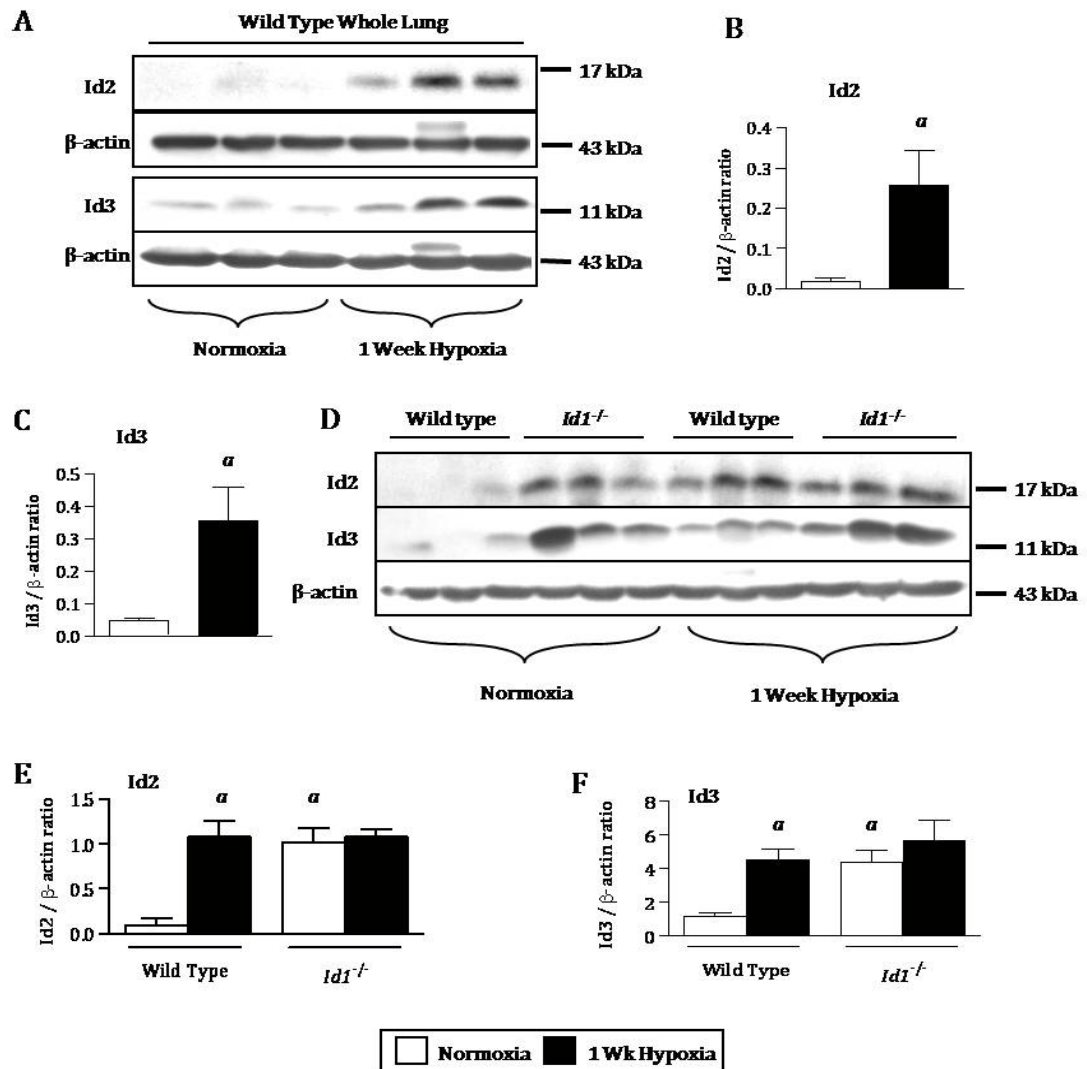 A
Wild Type Whole Lung
Id2
17 kDa
β-actin
43 kDa
Id3
11 kDa
β-actin
43 kDa
Normoxia
1 Week Hypoxia
B
Id2
Id2 / β-actin ratio
0.4
0.3
0.2
0.1
0.0
a
C
Id3
Id3 / β-actin ratio
0.5
0.4
0.3
0.2
0.1
0.0
a
D
Wild type
Id1-/-
Wild type
Id1-/-
Id2
17 kDa
Id3
11 kDa
β-actin
43 kDa
Normoxia
1 Week Hypoxia
E
Id2
Id2 / β-actin ratio
1.5
1.0
0.5
0.0
a
a
Wild Type
Id1-/-
F
Id3
Id3 / β-actin ratio
8
6
4
2
0
a
a
Wild Type
Id1-/-
Normoxia
1 Wk Hypoxia